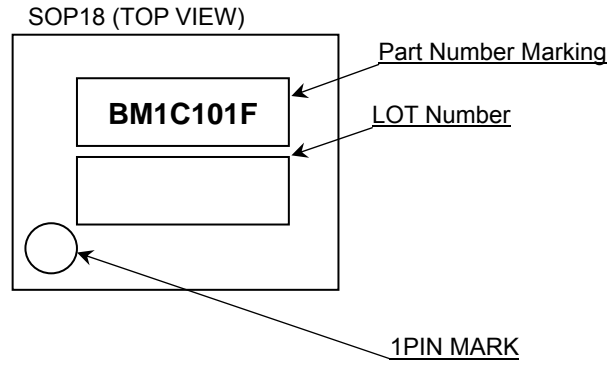 SOP18 (TOP VIEW)
Part Number Marking
BM1C101F
LOT Number
1PIN MARK